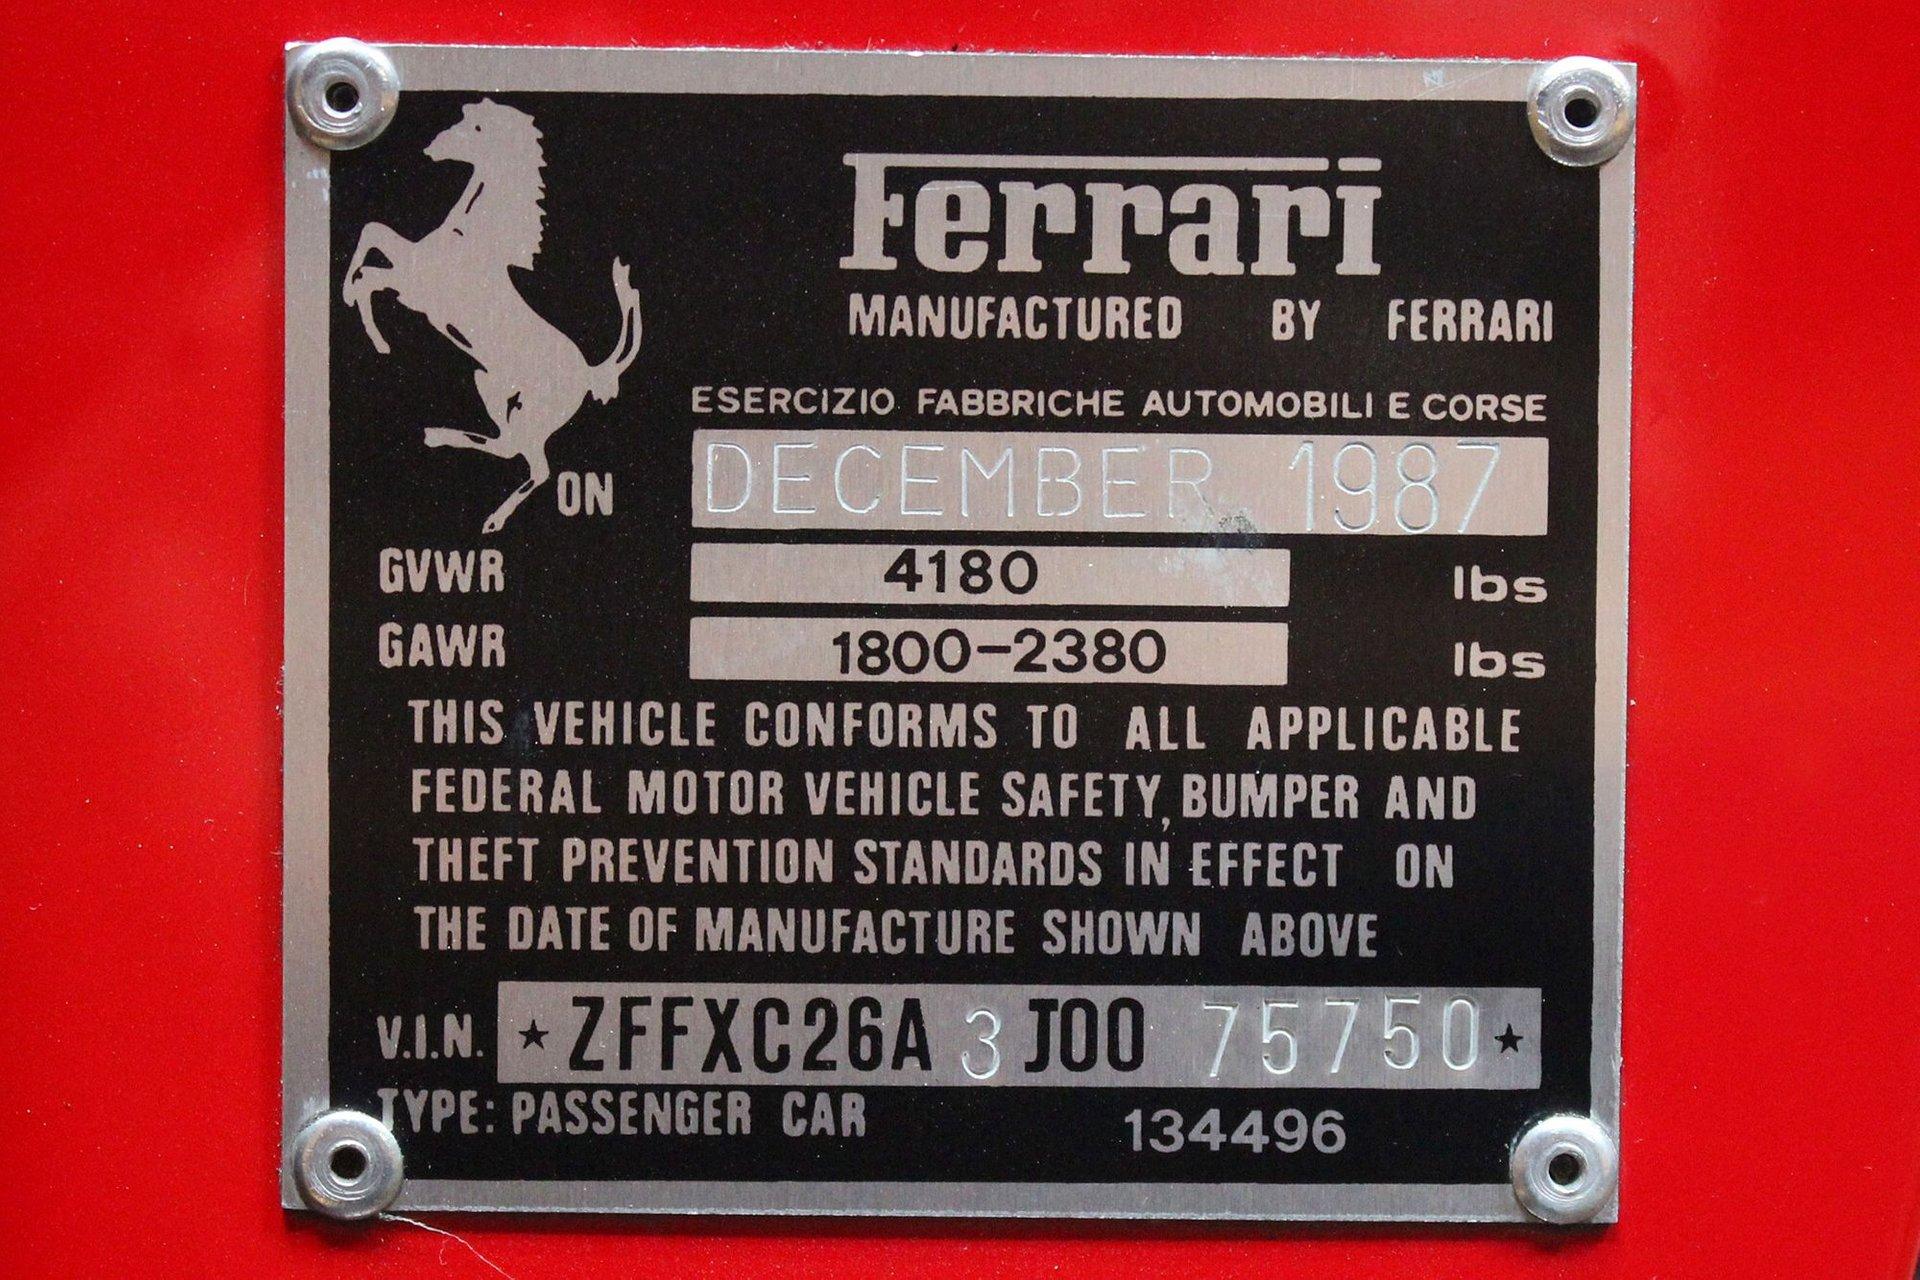 Ferrari
MANUFACTURED BY FERRARI
ESERCIZIO FABBRICHE AUTOMOBILI E CORSE
ON DECEMBER 1987
GVWR 4180 lbs
GAWR 1800-2380 lbs
THIS VEHICLE CONFORMS TO ALL APPLICABLE
FEDERAL MOTOR VEHICLE SAFETY, BUMPER AND
THEFT PREVENTION STANDARDS IN EFFECT ON
THE DATE OF MANUFACTURE SHOWN ABOVE
V.I.N. ★ ZFFXC26A 3 J00 75750 ★
TYPE: PASSENGER CAR 134496